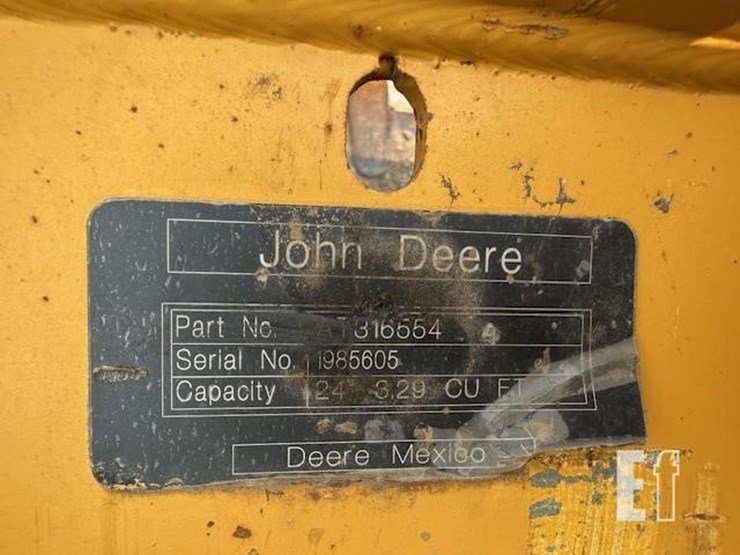 John Deere
Part No. AT316554
Serial No. 1985605
Capacity 24" 3.29 CU FT
Deere Mexico
Ef